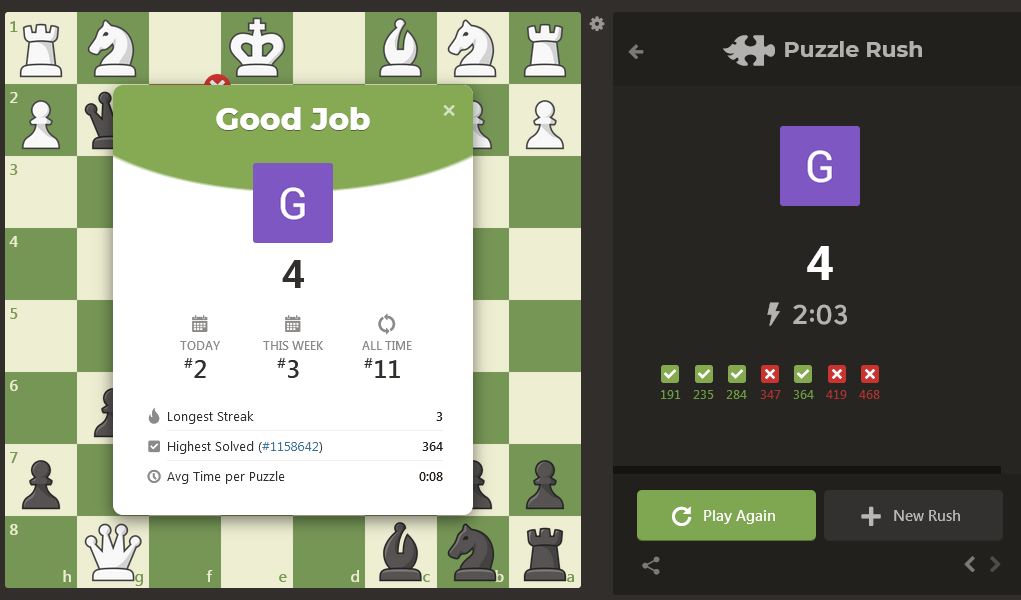 1
2
3
4
5
6
7
8
h g f e d c b a
Good Job
×
G
4
TODAY
#2
THIS WEEK
#3
ALL TIME
#11
Longest Streak 3
Highest Solved (#1158642) 364
Avg Time per Puzzle 0:08
Puzzle Rush
G
4
2:03
191 235 284 347 364 419 468
Play Again
New Rush